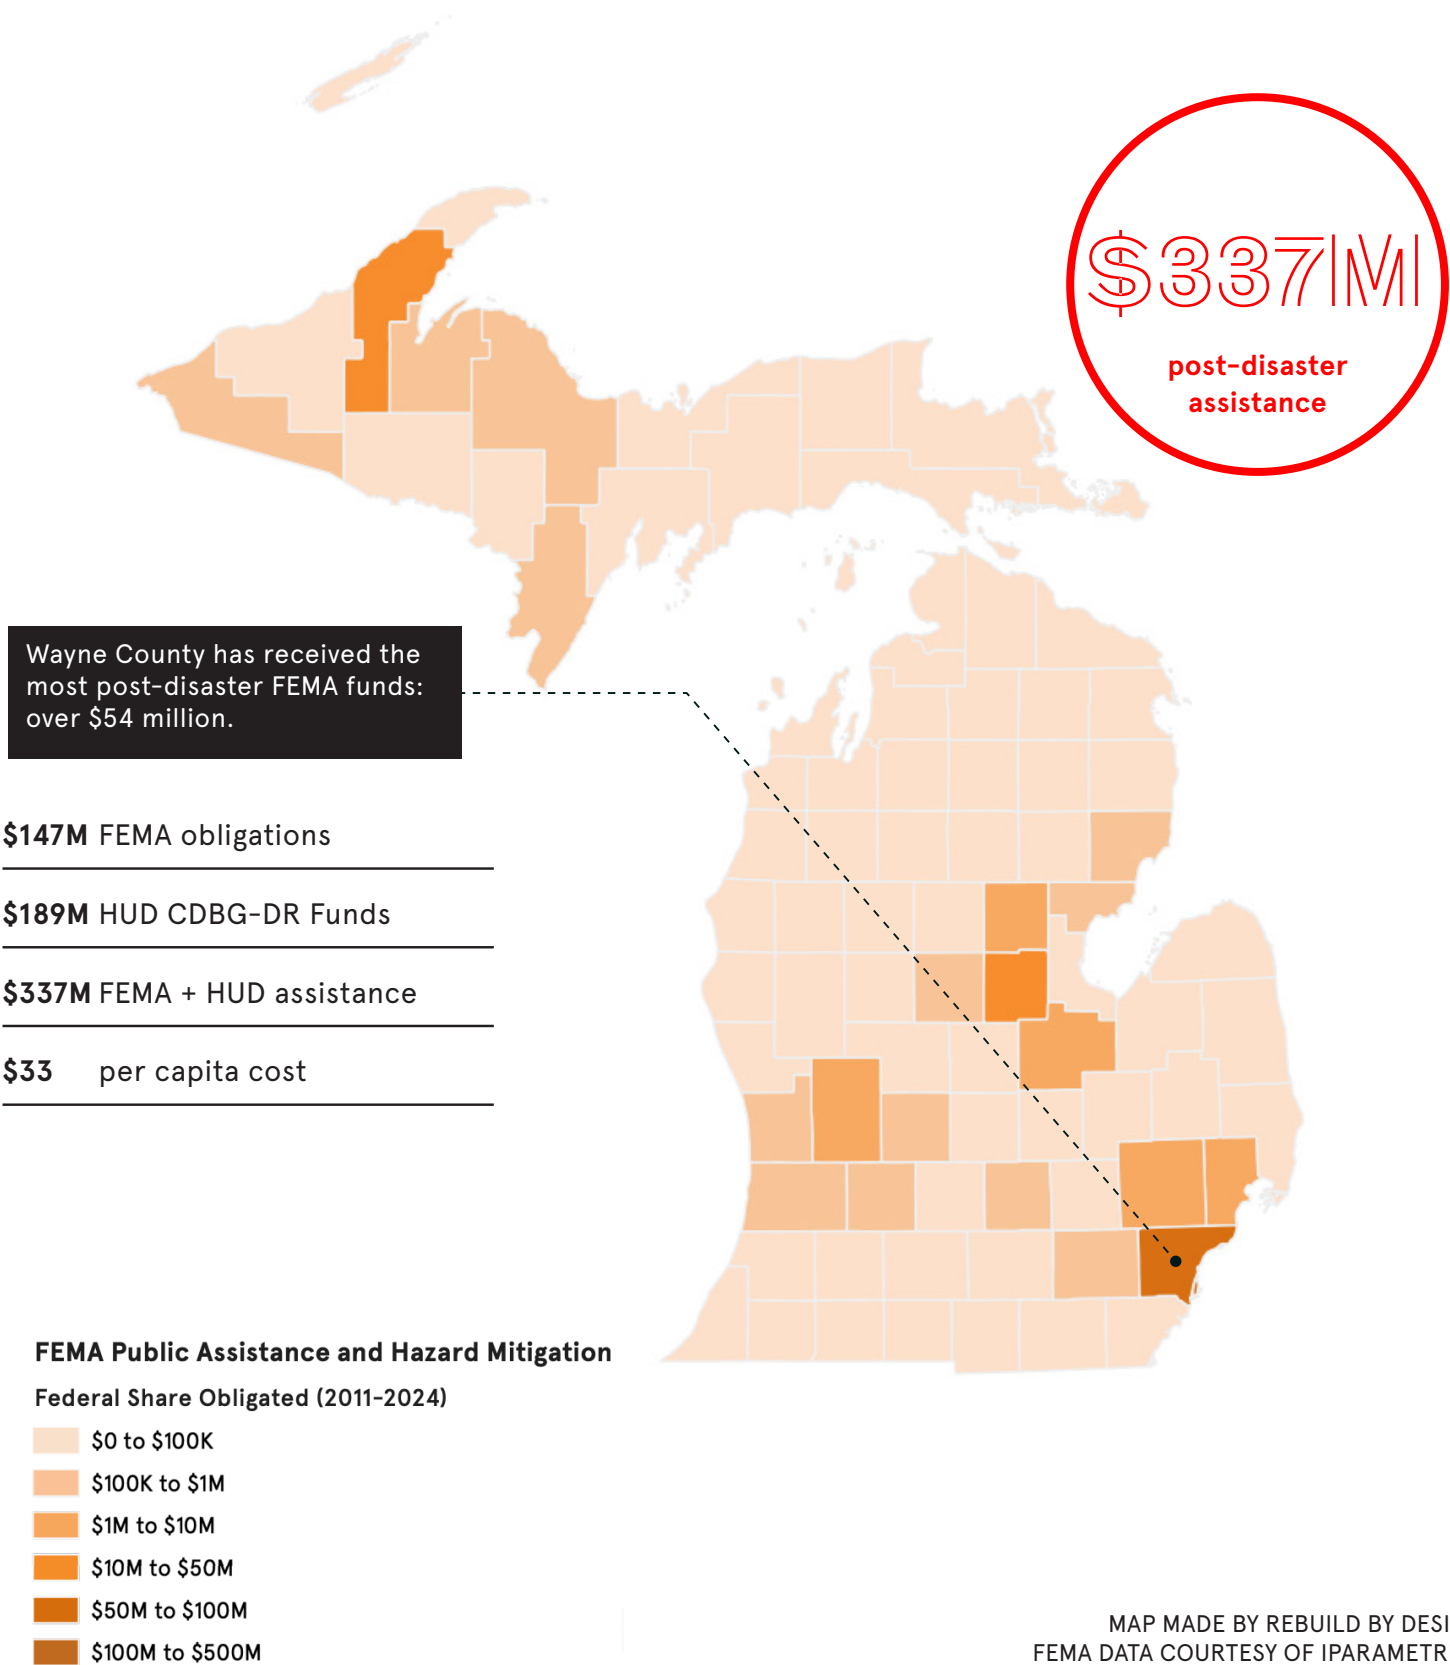 $337M
post-disaster
assistance
Wayne County has received the
most post-disaster FEMA funds:
over $54 million.
$147M FEMA obligations
$189M HUD CDBG-DR Funds
$337M FEMA + HUD assistance
$33 per capita cost
FEMA Public Assistance and Hazard Mitigation
Federal Share Obligated (2011-2024)
$0 to $100K
$100K to $1M
$1M to $10M
$10M to $50M
$50M to $100M
$100M to $500M
MAP MADE BY REBUILD BY DESI
FEMA DATA COURTESY OF IPARAMETR